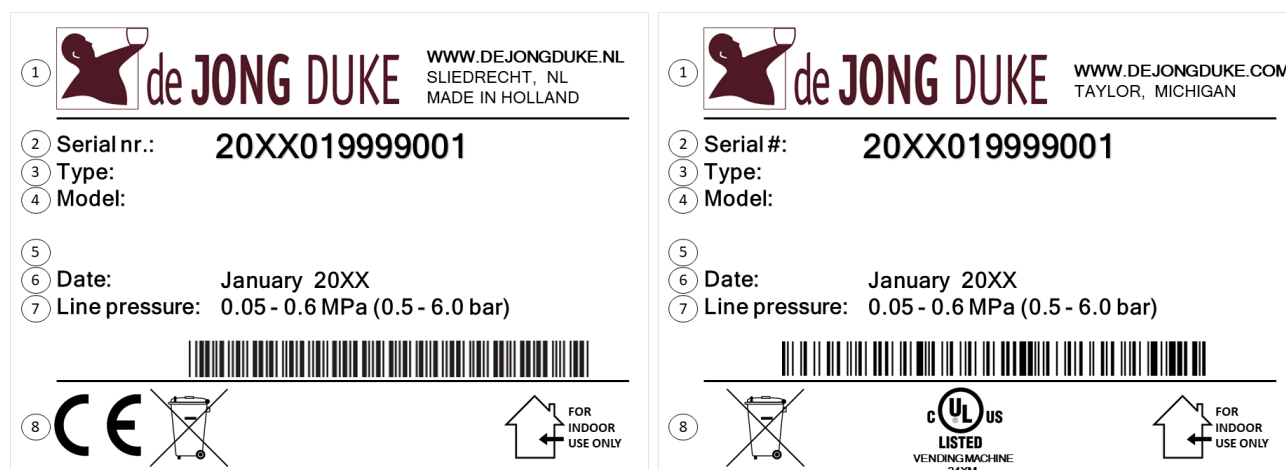 1
de JONG DUKE
WWW.DEJONGDUKE.NL
SLIEDRECHT, NL
MADE IN HOLLAND
2 Serial nr.: 20XX019999001
3 Type:
4 Model:
5
6 Date: January 20XX
7 Line pressure: 0.05 - 0.6 MPa (0.5 - 6.0 bar)
8
CE
FOR
INDOOR
USE ONLY
1
de JONG DUKE
WWW.DEJONGDUKE.COM
TAYLOR, MICHIGAN
2 Serial #: 20XX019999001
3 Type:
4 Model:
5
6 Date: January 20XX
7 Line pressure: 0.05 - 0.6 MPa (0.5 - 6.0 bar)
8
C UL US
LISTED
VENDING MACHINE
FOR
INDOOR
USE ONLY